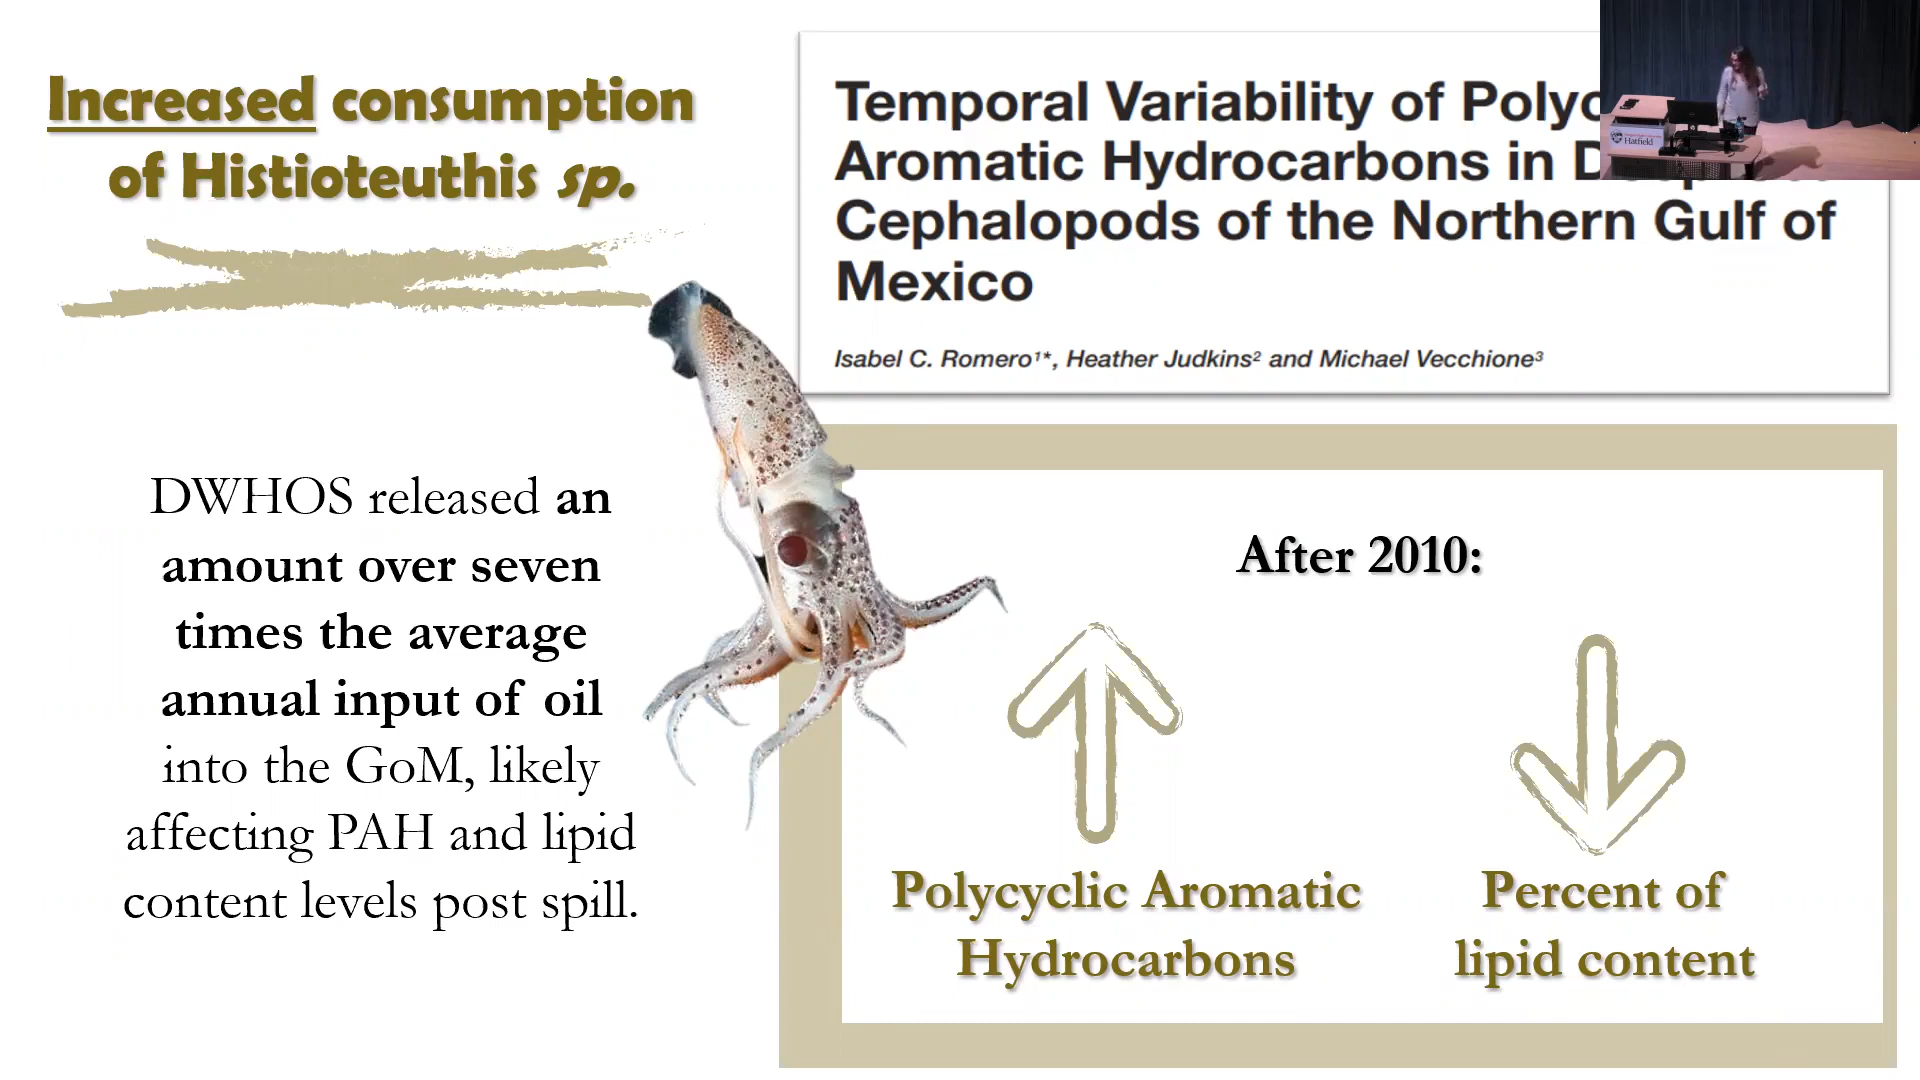 Increased consumption
of Histioteuthis sp.
DWHOS released an
amount over seven
times the average
annual input of oil
into the GoM, likely
affecting PAH and lipid
content levels post spill.
Temporal Variability of
Aromatic Hydrocarbons in
Cephalopods of the Northern Gulf of
Mexico
Isabel C. Romero¹*, Heather Judkins² and Michael Vecchione³
After 2010:
Polycyclic Aromatic
Hydrocarbons
Percent of
lipid content
Hatfield